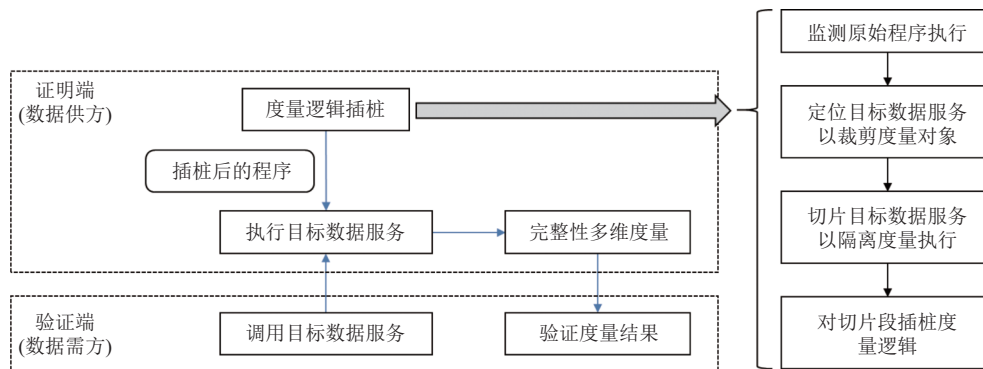 证明端
(数据供方)
度量逻辑插桩
插桩后的程序
执行目标数据服务
完整性多维度量
验证端
(数据需方)
调用目标数据服务
验证度量结果
监测原始程序执行
定位目标数据服务
以裁剪度量对象
切片目标数据服务
以隔离度量执行
对切片段插桩度
量逻辑